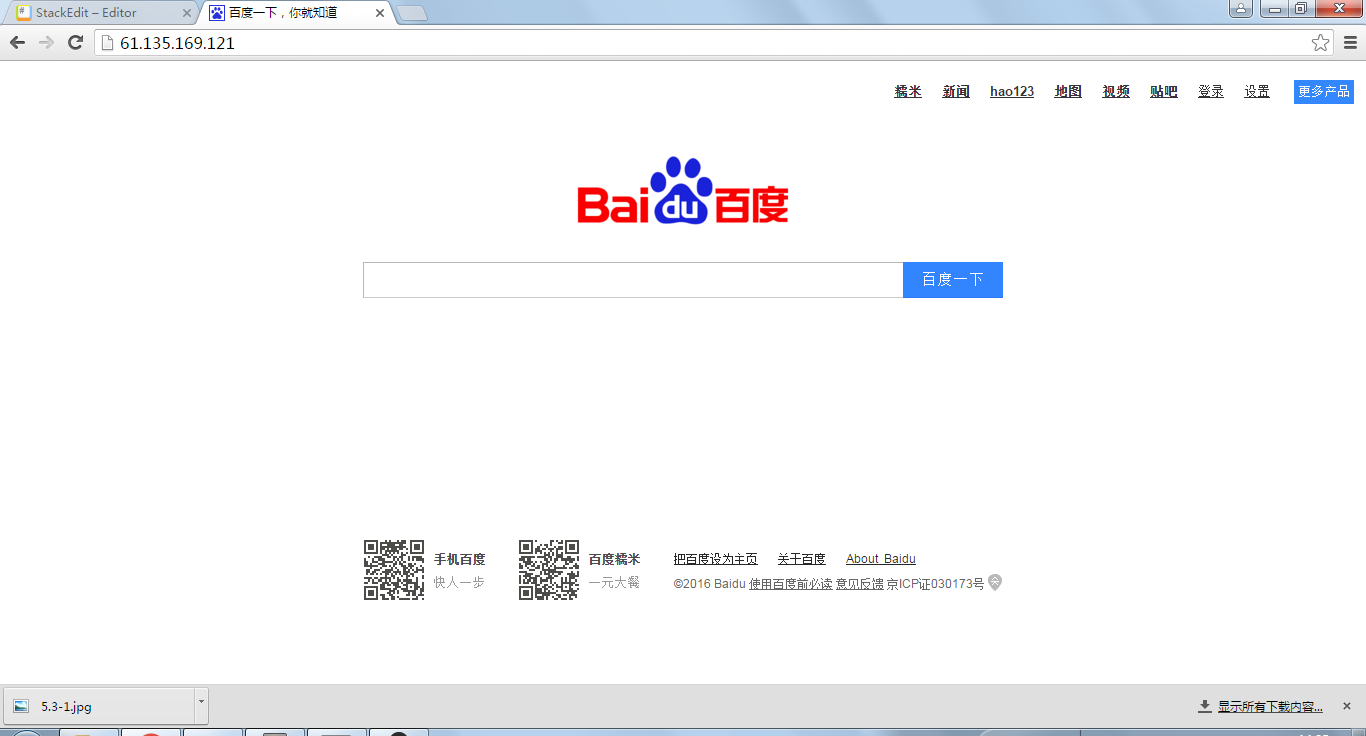 StackEdit – Editor
百度一下，你就知道
61.135.169.121
糯米 新闻 hao123 地图 视频 贴吧 登录 设置 更多产品
Bai du 百度
百度一下
手机百度
快人一步
百度糯米
一元大餐
把百度设为主页 关于百度 About Baidu
©2016 Baidu 使用百度前必读 意见反馈 京ICP证030173号
5.3-1.jpg
显示所有下载内容...